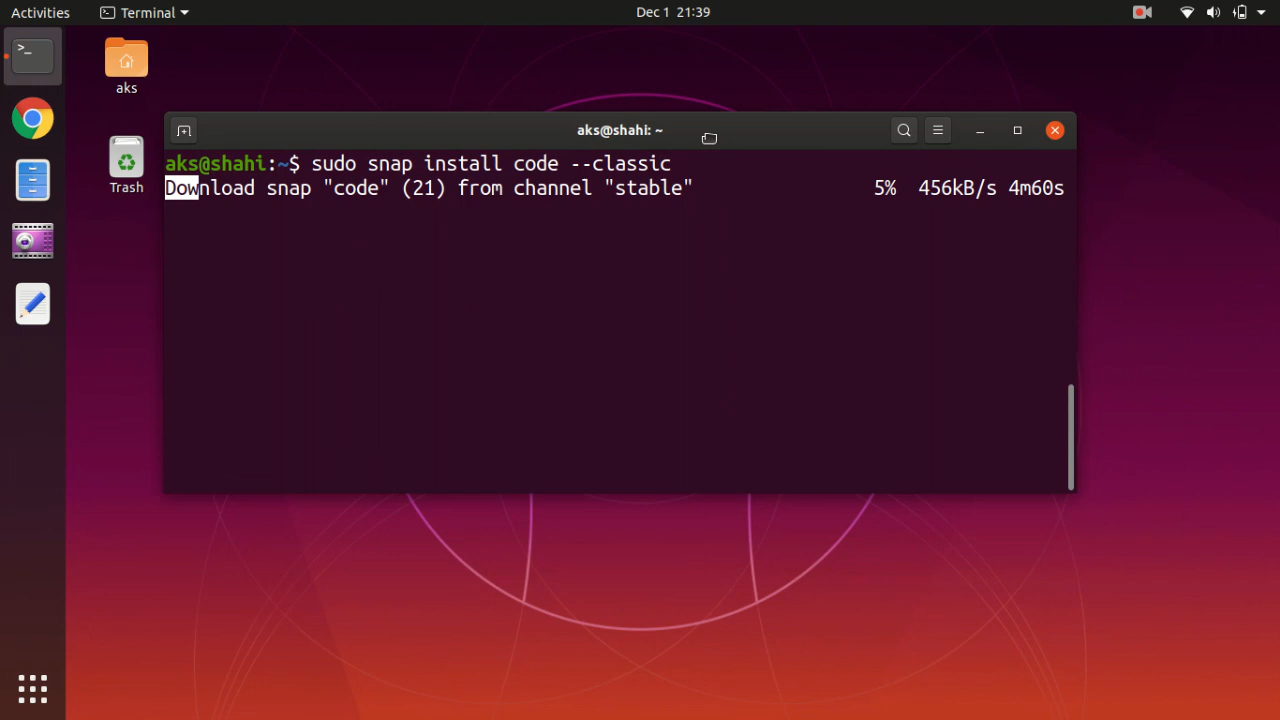 Activities Terminal Dec 1 21:39
aks
Trash
aks@shahi: ~
aks@shahi:~$ sudo snap install code --classic
Download snap "code" (21) from channel "stable" 5% 456kB/s 4m60s